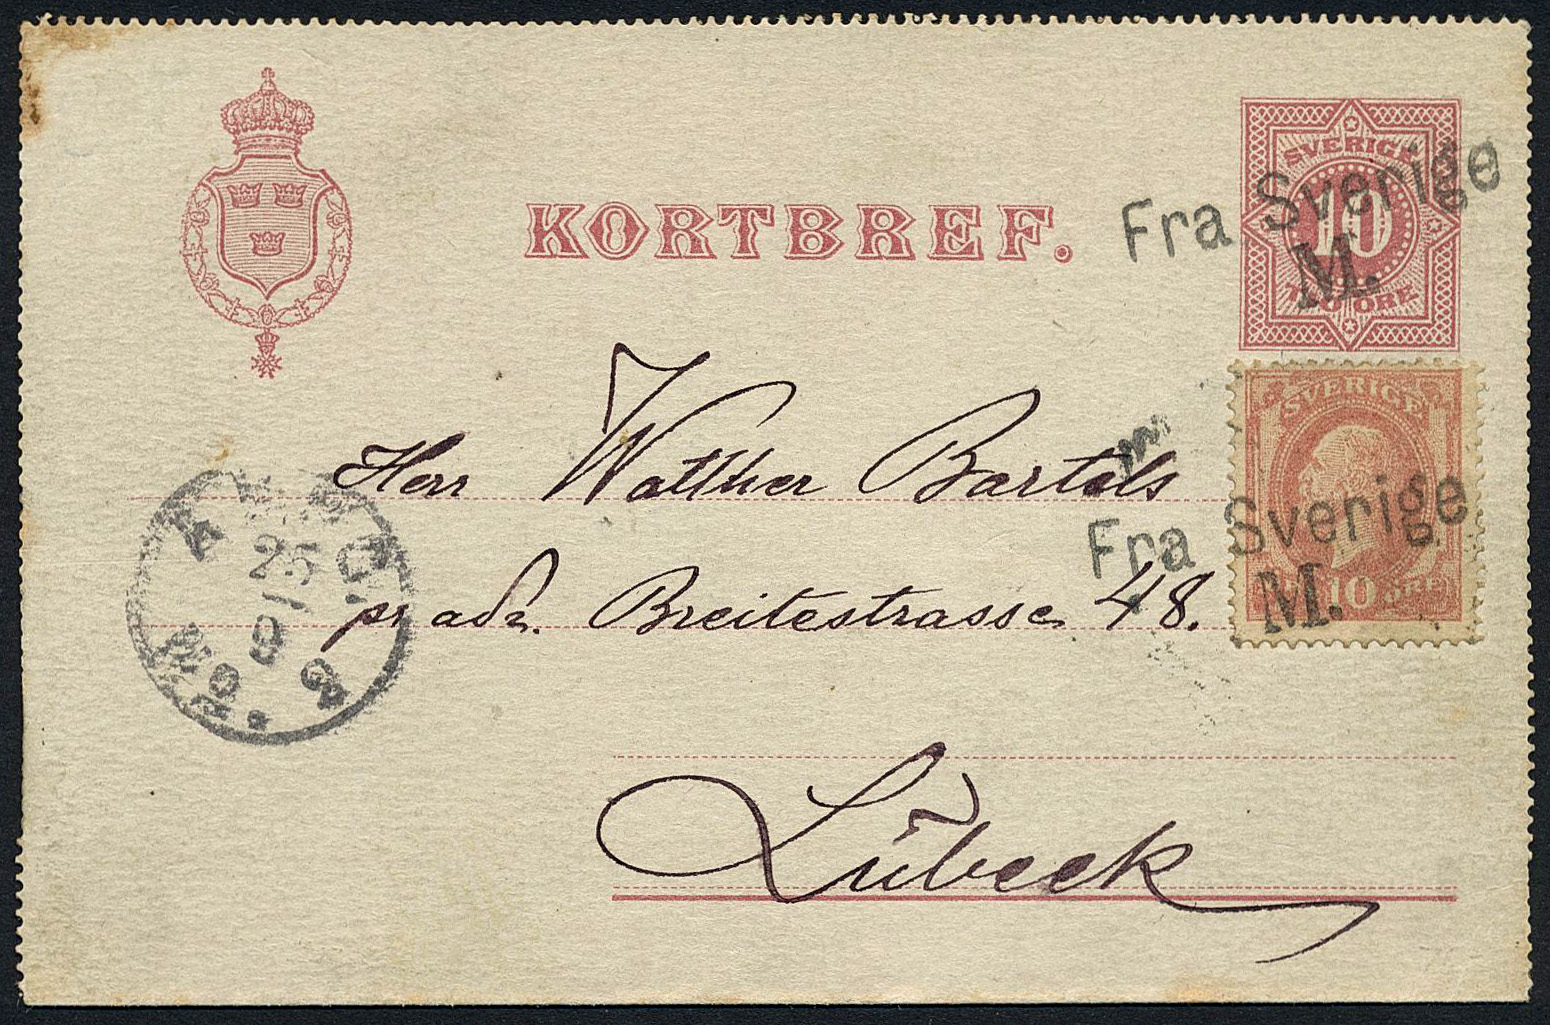 KORTBREF.
SVERIGE
10
TIO ÖRE
Fra Sverige
M.
Herr Walther Bartels
pr adr. Breitestrasse 48.
Lübeck
SVERIGE
10 ÖRE
Fra Sverige
M.
25